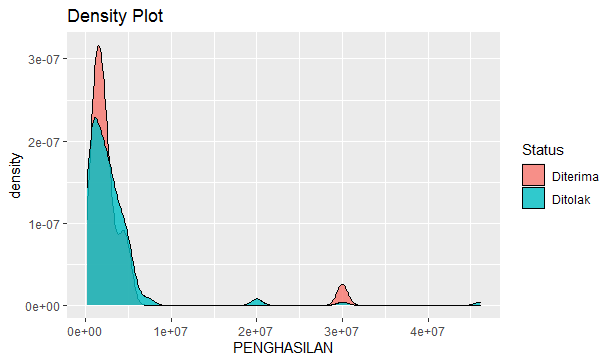 Density Plot
3e-07
2e-07
1e-07
0e+00
density
0e+00 1e+07 2e+07 3e+07 4e+07
PENGHASILAN
Status
Diterima
Ditolak